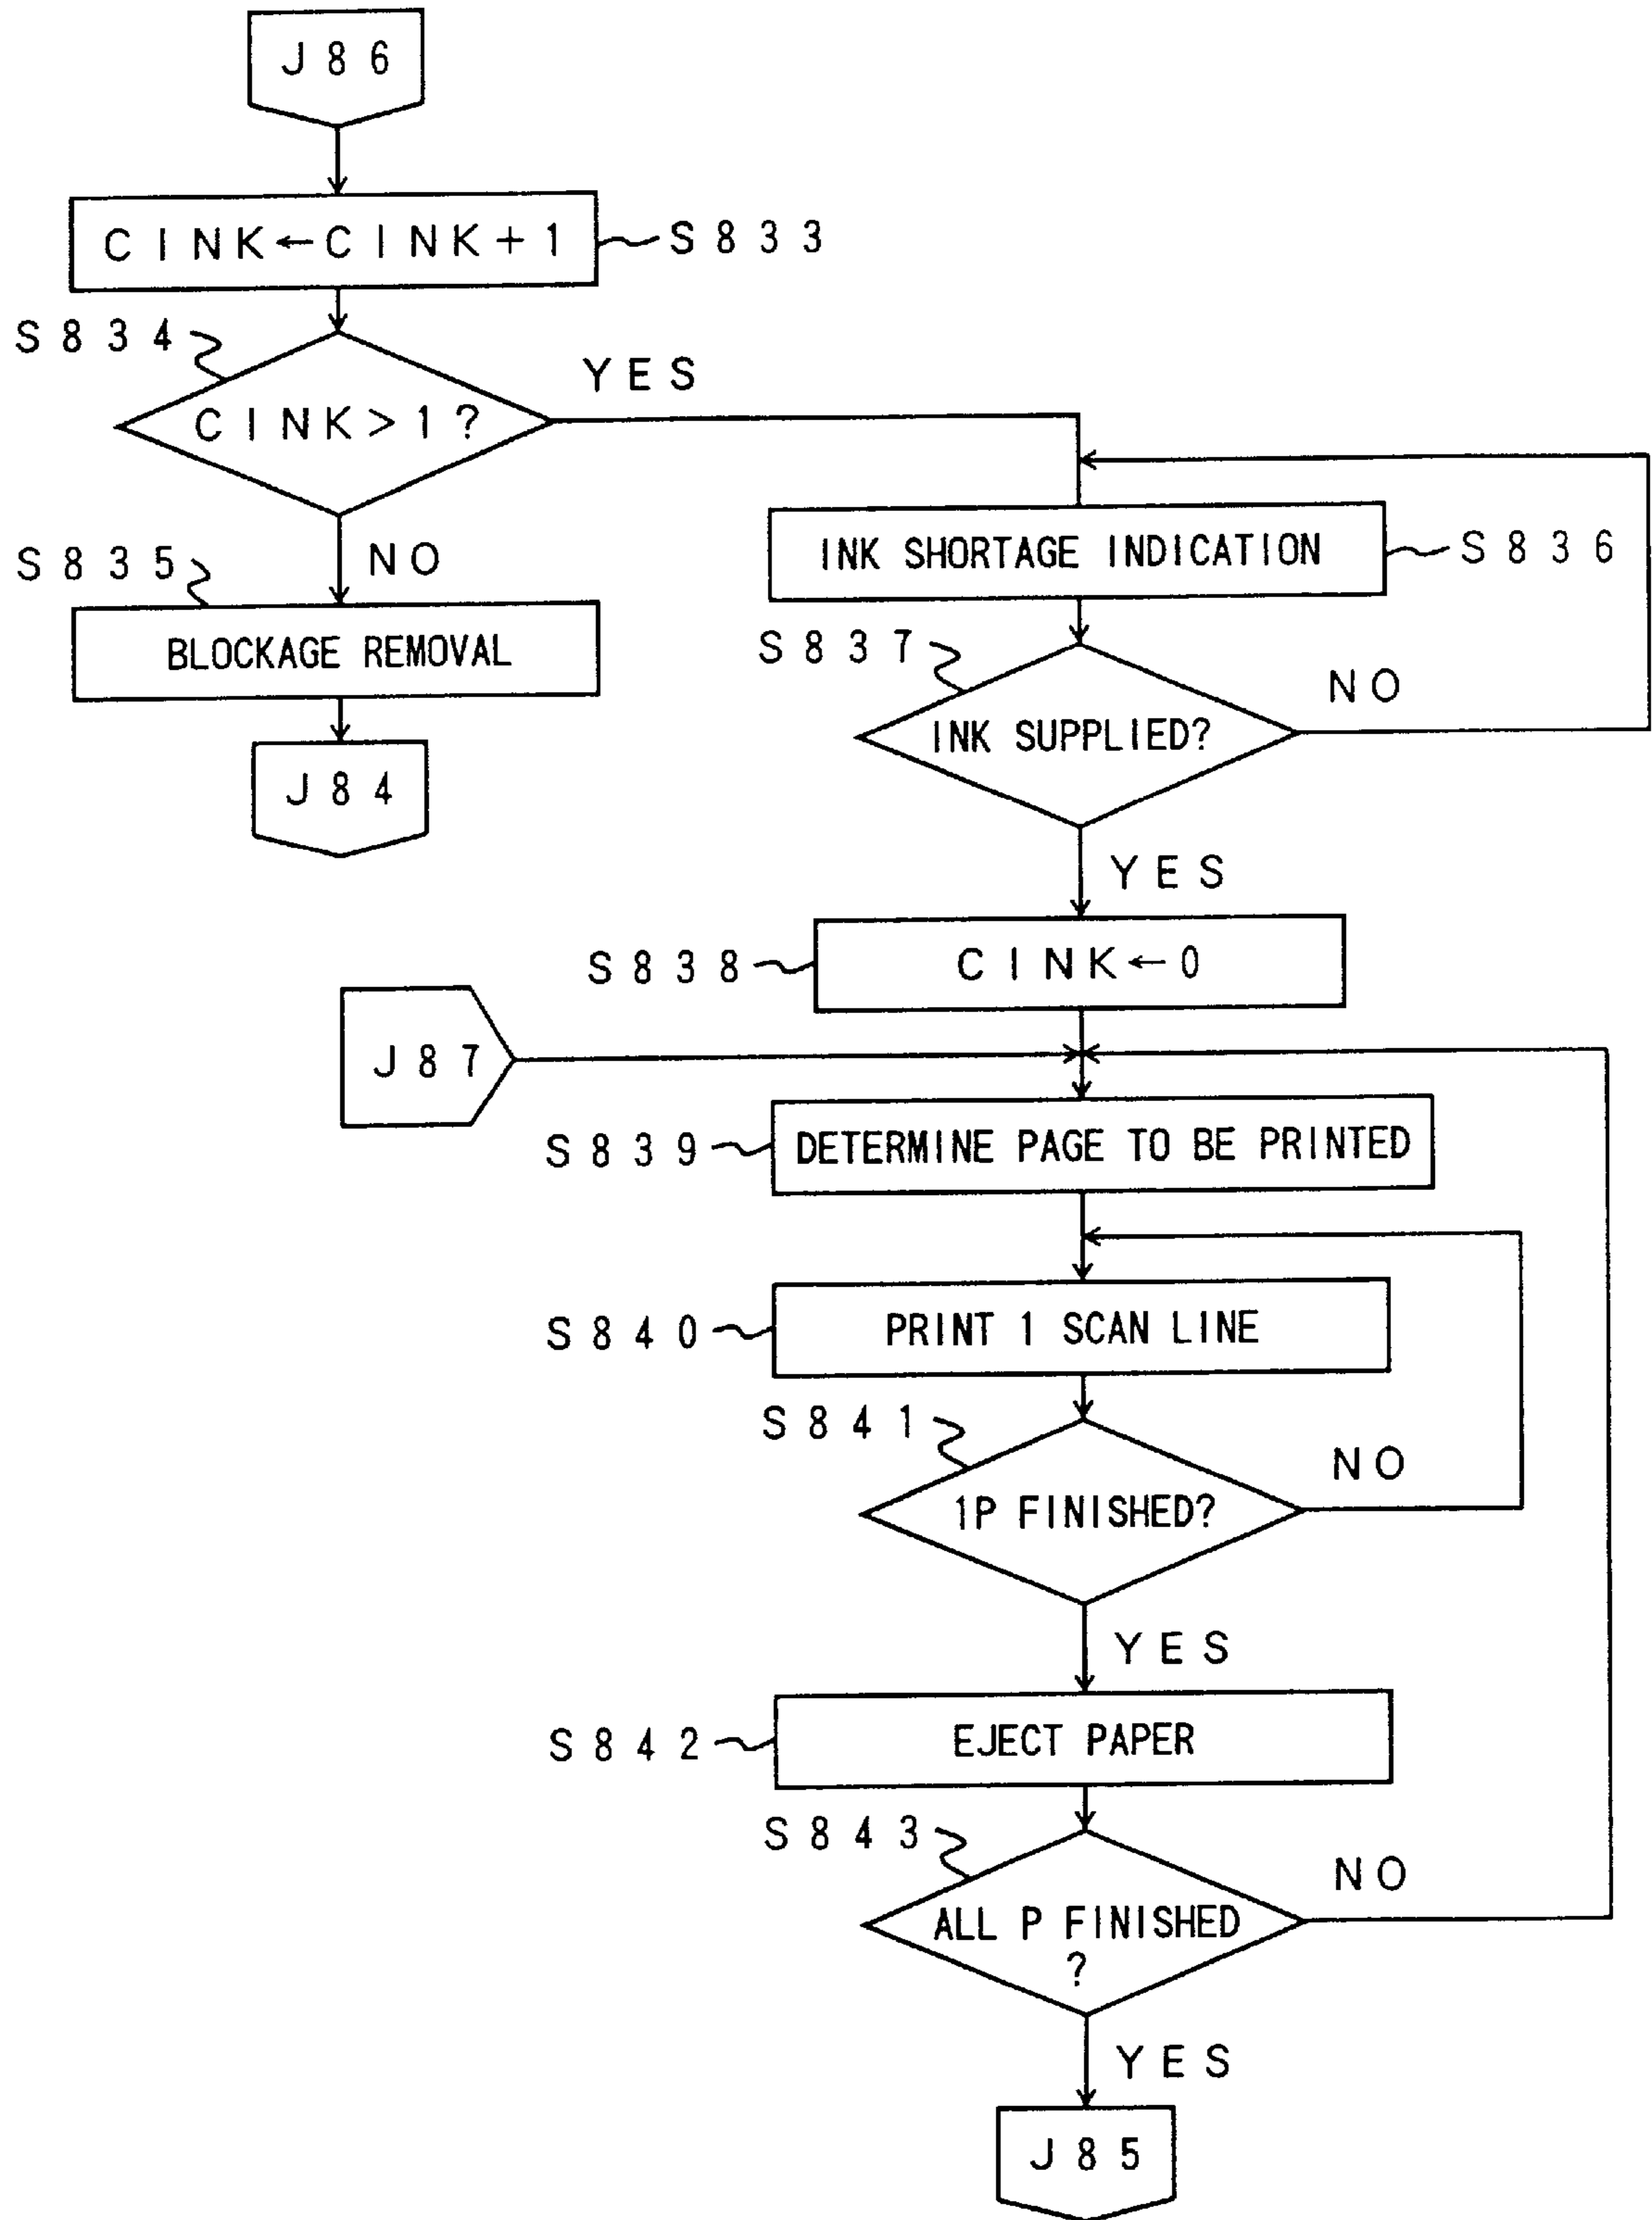 J86
CINK←CINK+1
S833
S834
CINK>1?
YES
NO
S835
BLOCKAGE REMOVAL
J84
INK SHORTAGE INDICATION
S836
S837
INK SUPPLIED?
NO
YES
S838
CINK←0
J87
S839
DETERMINE PAGE TO BE PRINTED
S840
PRINT 1 SCAN LINE
S841
1P FINISHED?
NO
YES
S842
EJECT PAPER
S843
ALL P FINISHED
?
NO
YES
J85